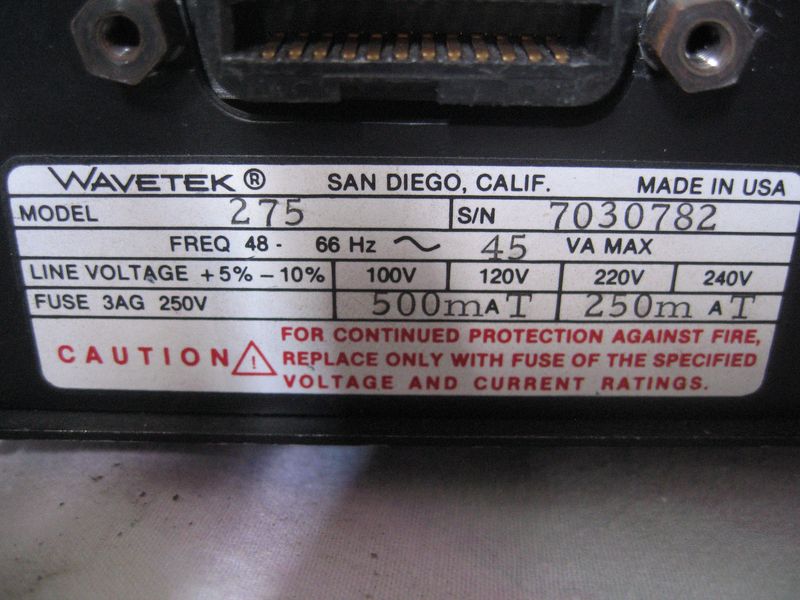 WAVETEK® SAN DIEGO, CALIF. MADE IN USA
MODEL 275 S/N 7030782
FREQ 48 - 66 Hz ~ 45 VA MAX
LINE VOLTAGE +5% -10% 100V 120V 220V 240V
FUSE 3AG 250V 500mA T 250m A T
CAUTION ! FOR CONTINUED PROTECTION AGAINST FIRE,
REPLACE ONLY WITH FUSE OF THE SPECIFIED
VOLTAGE AND CURRENT RATINGS.